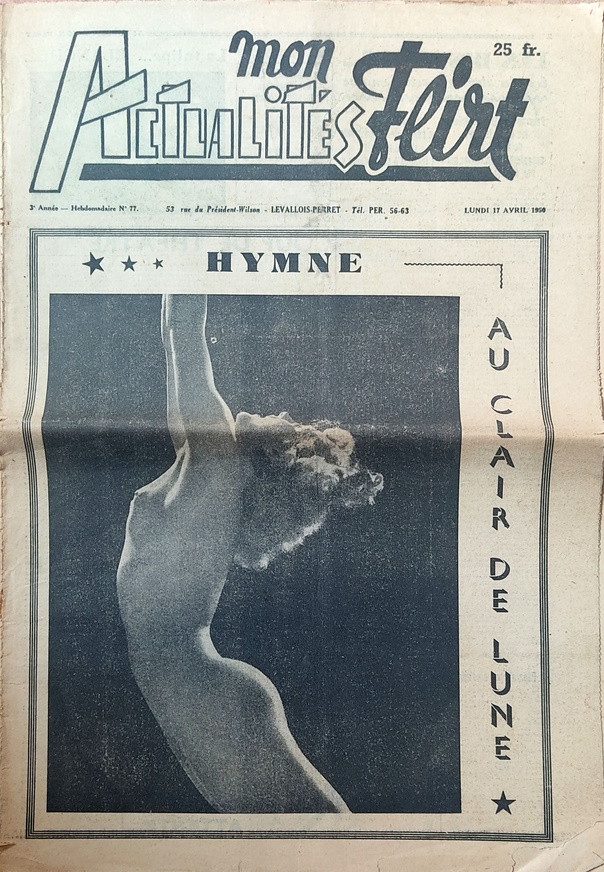 mon
25 fr.
ACTUALITÉS Flirt
3e Année — Hebdomadaire N° 77.
53 rue du Président-Wilson - LEVALLOIS-PERRET - Tél. PER. 56-63
LUNDI 17 AVRIL 1950
HYMNE
AU CLAIR DE LUNE